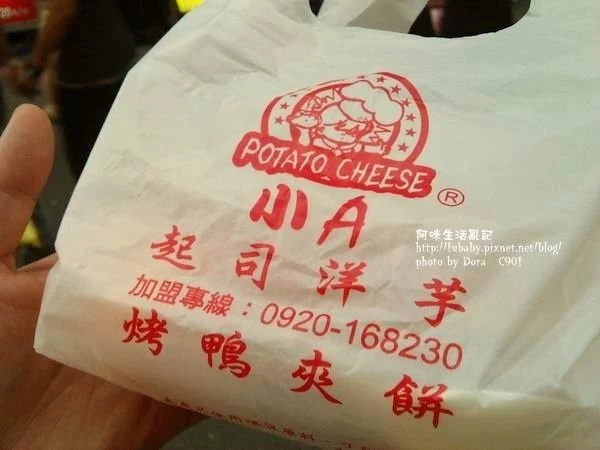 POTATO CHEESE ®
小A
起司洋芋
加盟專線：0920-168230
烤鴨夾餅
阿咪生活亂記
http://fubaby.pixnet.net/blog/
photo by Dora C901